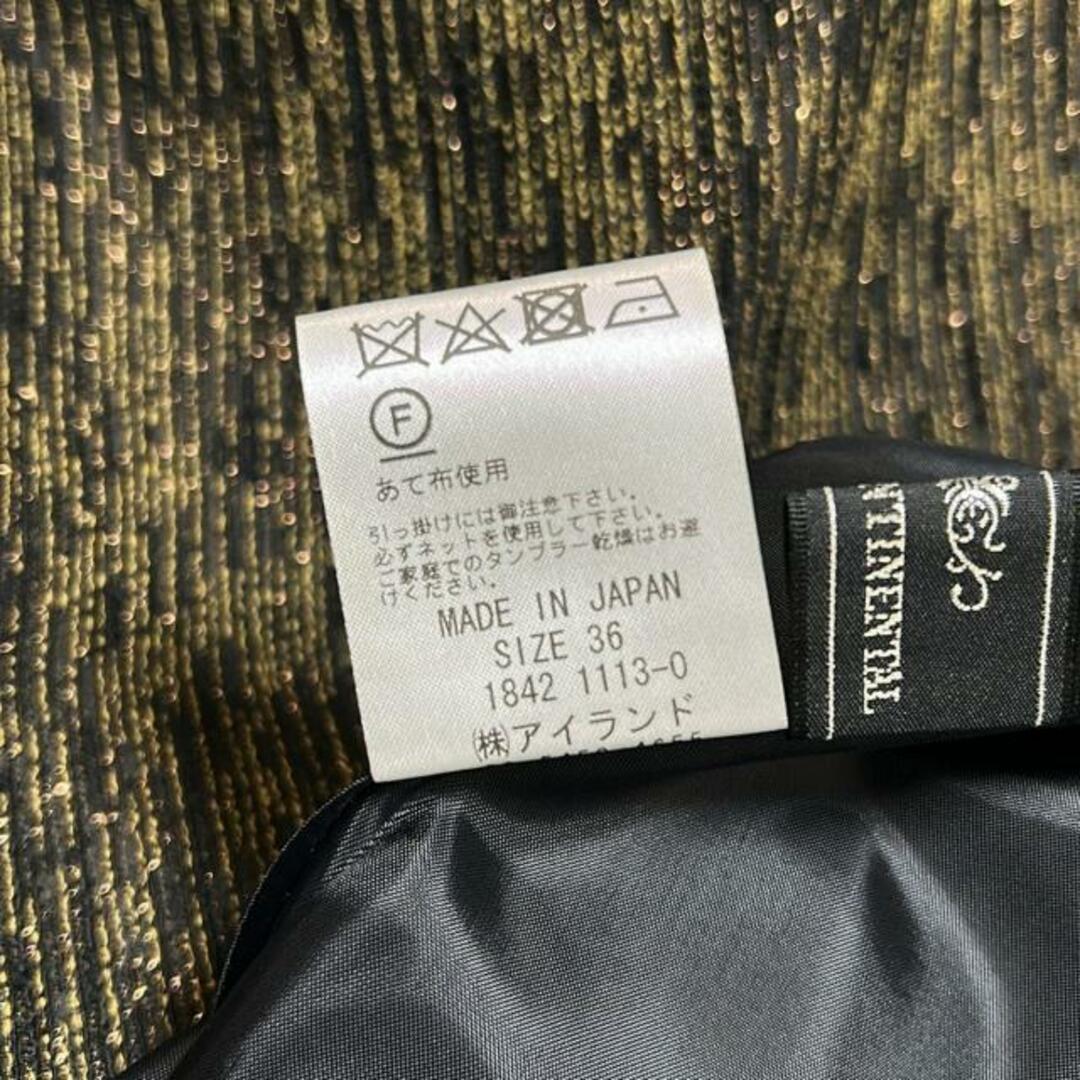 F
あて布使用
引っ掛けには御注意下さい。
必ずネットを使用して下さい。
ご家庭でのタンブラー乾燥はお避
けください。
MADE IN JAPAN
SIZE 36
1842 1113-0
(株)アイランド